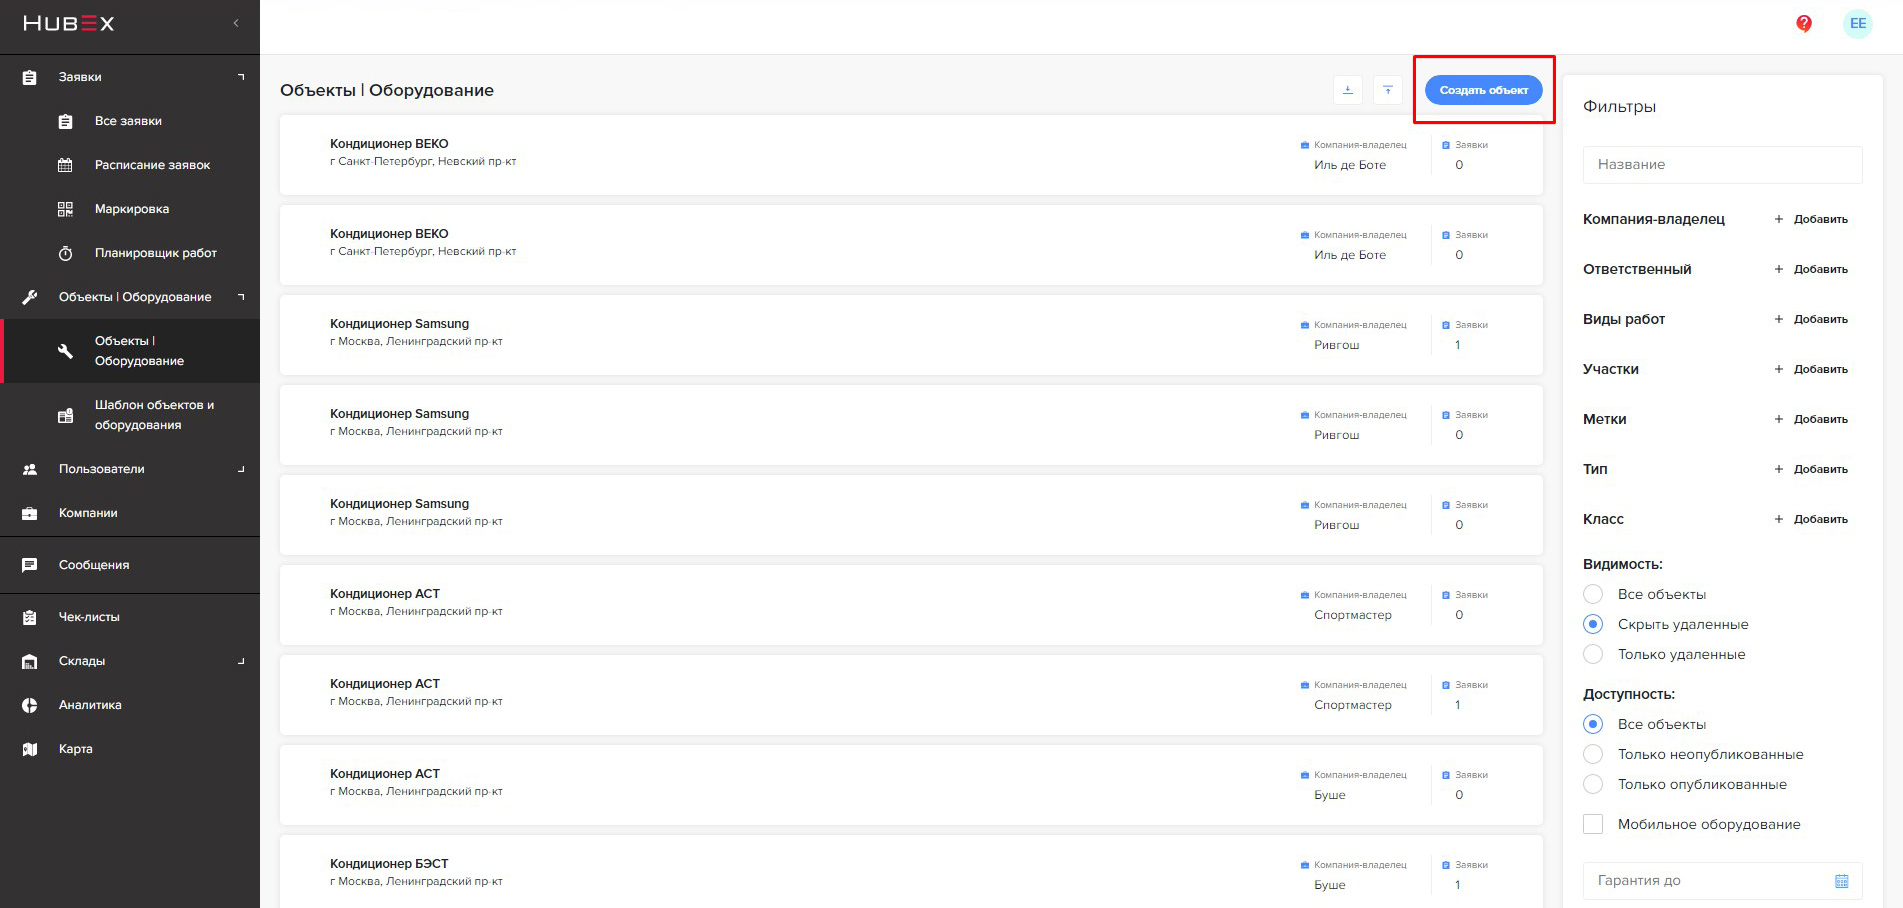 HUBEX
Заявки
Все заявки
Расписание заявок
Маркировка
Планировщик работ
Объекты | Оборудование
Объекты |
Оборудование
Шаблон объектов и
оборудования
Пользователи
Компании
Сообщения
Чек-листы
Склады
Аналитика
Карта
?
EE
Объекты | Оборудование
Создать объект
Кондиционер BEKO
г Санкт-Петербург, Невский пр-кт
Компания-владелец
Иль де Боте
Заявки
0
Кондиционер BEKO
г Санкт-Петербург, Невский пр-кт
Компания-владелец
Иль де Боте
Заявки
0
Кондиционер Samsung
г Москва, Ленинградский пр-кт
Компания-владелец
Ривгош
Заявки
1
Кондиционер Samsung
г Москва, Ленинградский пр-кт
Компания-владелец
Ривгош
Заявки
0
Кондиционер Samsung
г Москва, Ленинградский пр-кт
Компания-владелец
Ривгош
Заявки
0
Кондиционер АСТ
г Москва, Ленинградский пр-кт
Компания-владелец
Спортмастер
Заявки
0
Кондиционер АСТ
г Москва, Ленинградский пр-кт
Компания-владелец
Спортмастер
Заявки
1
Кондиционер АСТ
г Москва, Ленинградский пр-кт
Компания-владелец
Буше
Заявки
0
Кондиционер БЭСТ
г Москва, Ленинградский пр-кт
Компания-владелец
Буше
Заявки
1
Фильтры
Название
Компания-владелец + Добавить
Ответственный + Добавить
Виды работ + Добавить
Участки + Добавить
Метки + Добавить
Тип + Добавить
Класс + Добавить
Видимость:
Все объекты
Скрыть удаленные
Только удаленные
Доступность:
Все объекты
Только неопубликованные
Только опубликованные
Мобильное оборудование
Гарантия до